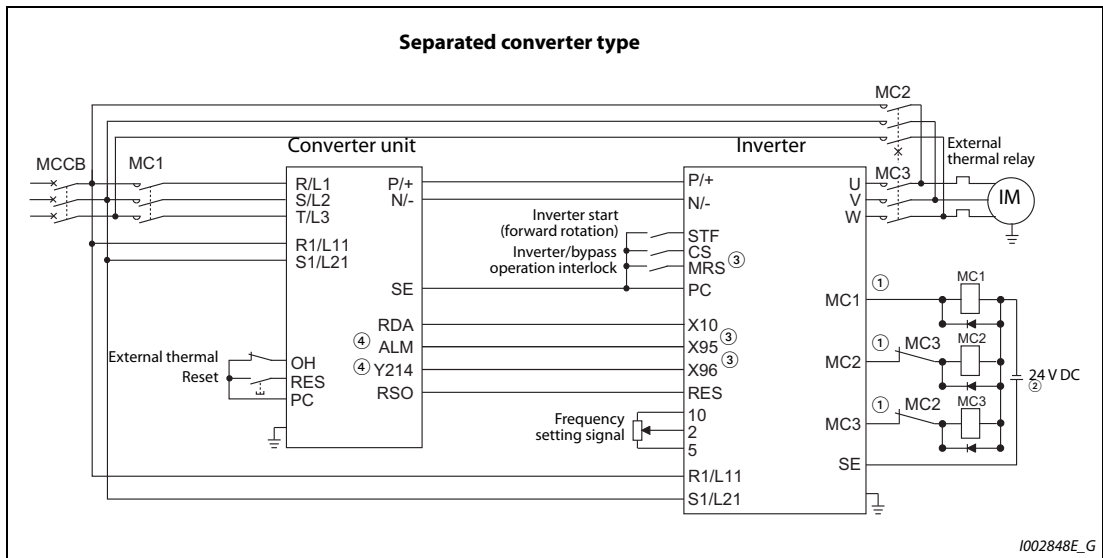 Separated converter type
MC2
Converter unit
Inverter
External
thermal relay
MCCB
MC1
MC3
R/L1
S/L2
T/L3
R1/L11
S1/L21
P/+
N/-
P/+
N/-
U
V
W
IM
Inverter start
(forward rotation)
Inverter/bypass
operation interlock
STF
CS
MRS ③
SE
PC
RDA
④ ALM
④ Y214
RSO
X10
X95 ③
X96 ③
RES
External thermal
Reset
OH
RES
PC
Frequency
setting signal
10
2
5
R1/L11
S1/L21
MC1
①
MC1
MC2
①
MC3
MC2
MC3
①
MC2
MC3
SE
24 V DC
②
I002848E_G